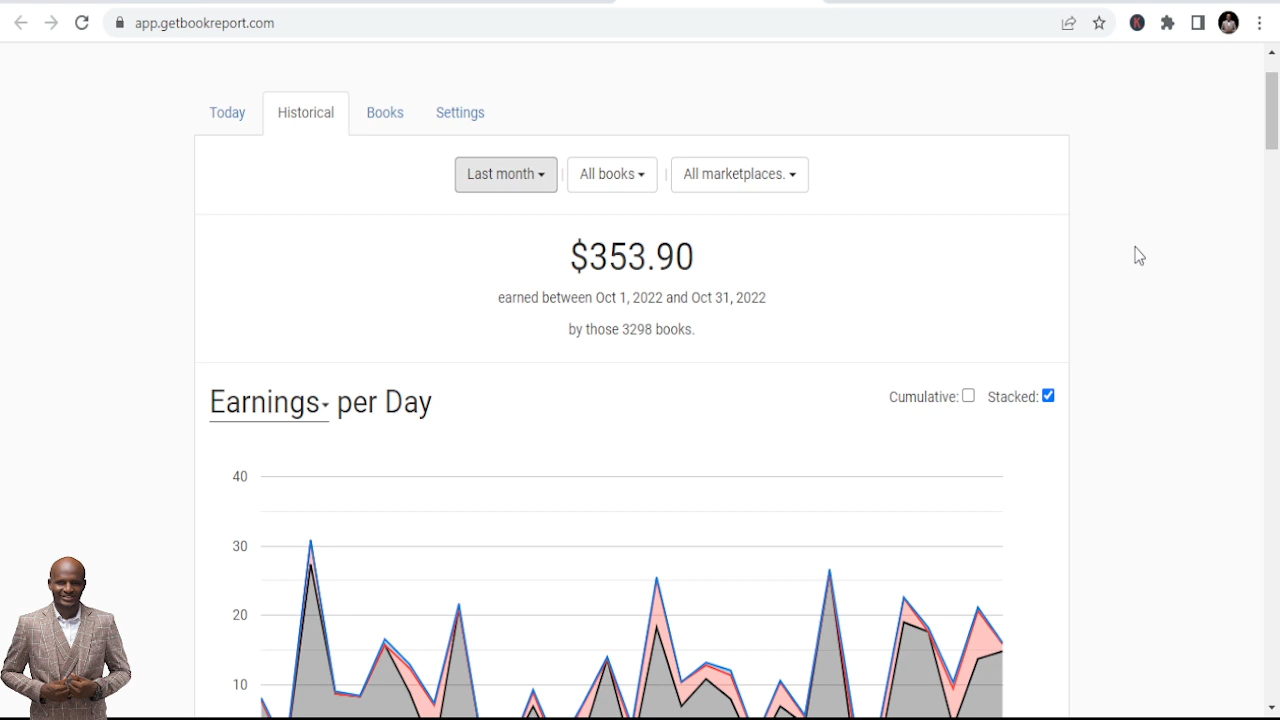 app.getbookreport.com
K
Today Historical Books Settings
Last month | All books | All marketplaces.
$353.90
earned between Oct 1, 2022 and Oct 31, 2022
by those 3298 books.
Earnings per Day
Cumulative: Stacked:
40
30
20
10